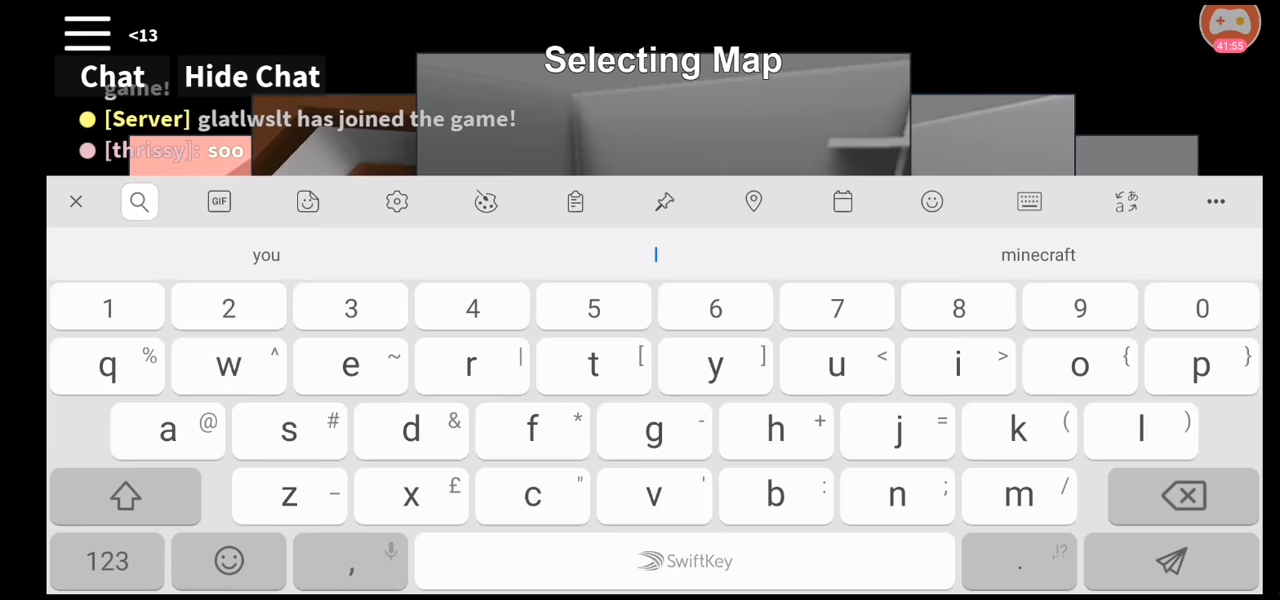 <13
Selecting Map
41:55
Chat Hide Chat
game!
[Server] glatlwslt has joined the game!
[thrissy]: soo
GIF
you I minecraft
1 2 3 4 5 6 7 8 9 0
q % w ^ e ~ r | t [ y ] u < i > o { p }
a @ s # d & f * g - h + j = k ( l )
z – x £ c " v ' b : n ; m /
123 , SwiftKey . ,!?